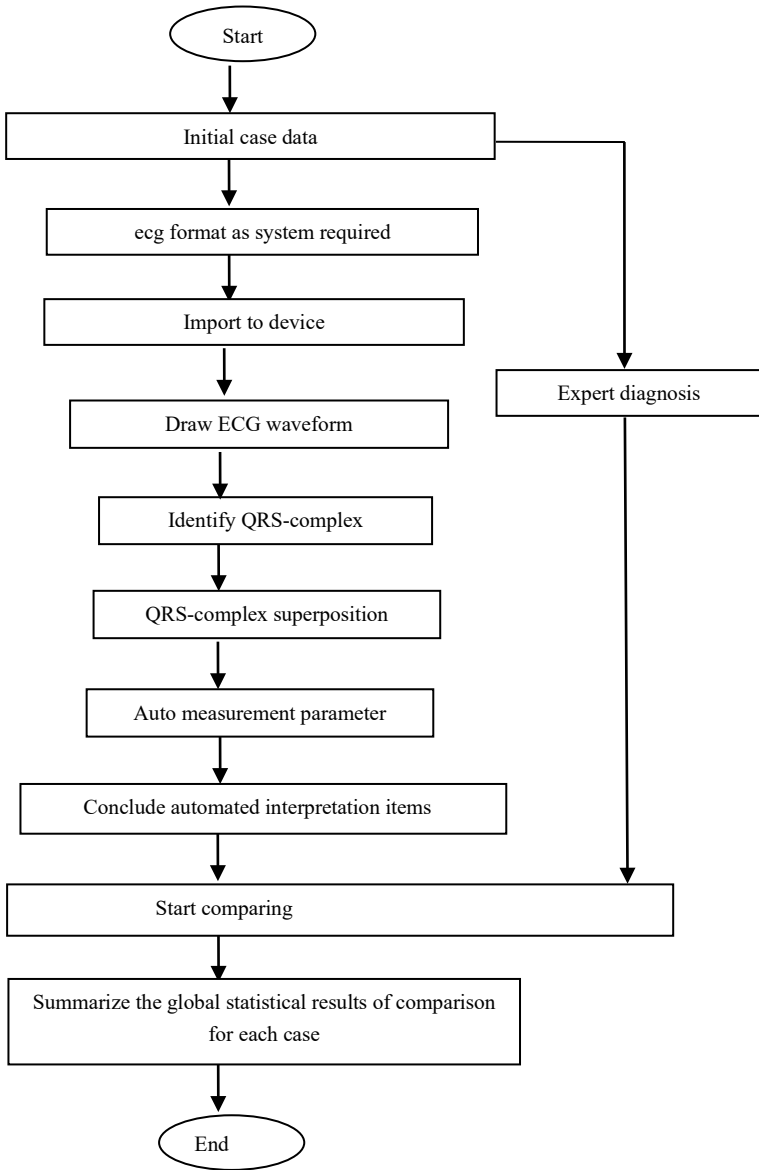 Start
Initial case data
ecg format as system required
Import to device
Expert diagnosis
Draw ECG waveform
Identify QRS-complex
QRS-complex superposition
Auto measurement parameter
Conclude automated interpretation items
Start comparing
Summarize the global statistical results of comparison
for each case
End